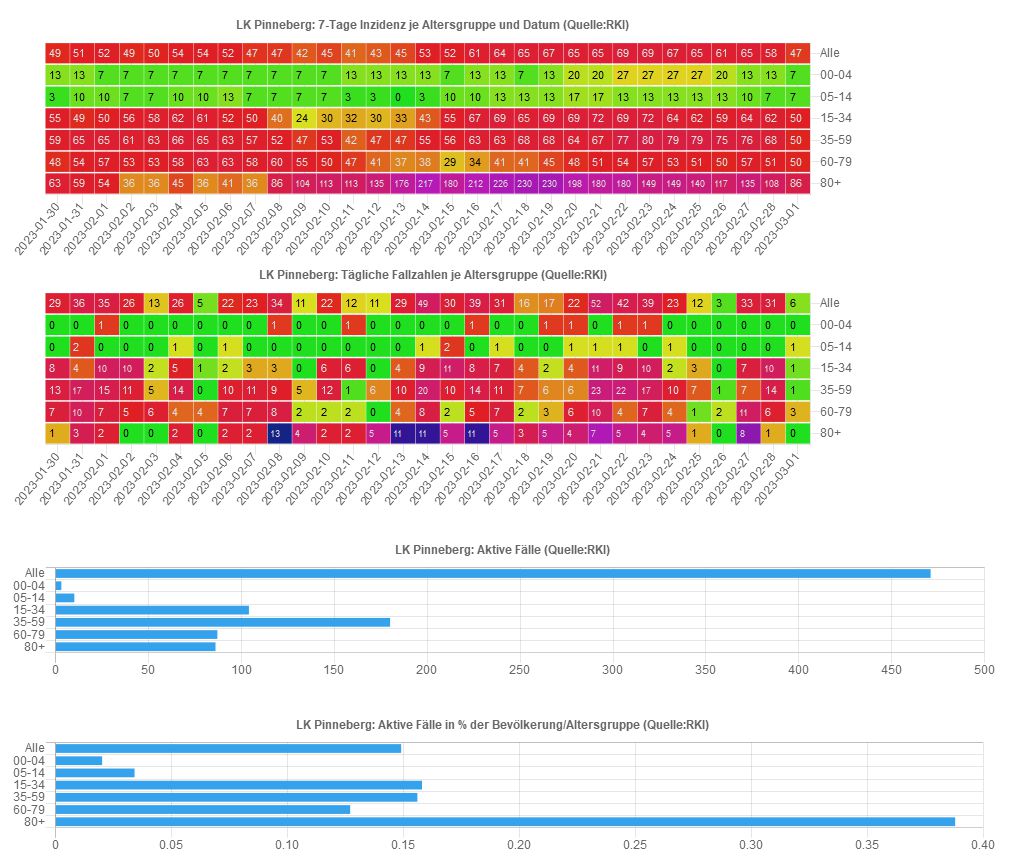 LK Pinneberg: 7-Tage Inzidenz je Altersgruppe und Datum (Quelle:RKI)
49 51 52 49 50 54 54 52 47 47 42 45 41 43 45 53 52 61 64 65 67 65 65 69 69 67 65 61 65 58 47 Alle
13 13 7 7 7 7 7 7 7 7 7 7 13 13 13 13 7 13 13 7 13 20 20 27 27 27 27 20 13 13 7 00-04
3 10 10 7 7 10 10 13 7 7 7 7 3 3 0 3 10 10 13 13 13 17 17 13 13 13 13 13 10 7 7 05-14
55 49 50 56 58 62 61 52 50 40 24 30 32 30 33 43 55 67 69 65 69 69 72 69 72 64 62 59 64 62 50 15-34
59 65 65 61 63 66 65 63 57 52 47 53 42 47 47 55 56 63 63 68 68 64 67 77 80 79 79 75 76 68 50 35-59
48 54 57 53 53 58 63 63 58 60 55 50 47 41 37 38 29 34 41 41 45 48 51 54 57 53 51 50 57 51 50 60-79
63 59 54 36 36 45 36 41 36 86 104 113 113 135 176 217 180 212 226 230 230 198 180 180 149 149 140 117 135 108 86 80+
2023-01-30 2023-01-31 2023-02-01 2023-02-02 2023-02-03 2023-02-04 2023-02-05 2023-02-06 2023-02-07 2023-02-08 2023-02-09 2023-02-10 2023-02-11 2023-02-12 2023-02-13 2023-02-14 2023-02-15 2023-02-16 2023-02-17 2023-02-18 2023-02-19 2023-02-20 2023-02-21 2023-02-22 2023-02-23 2023-02-24 2023-02-25 2023-02-26 2023-02-27 2023-02-28 2023-03-01
LK Pinneberg: Tägliche Fallzahlen je Altersgruppe (Quelle:RKI)
29 36 35 26 13 26 5 22 23 34 11 22 12 11 29 49 30 39 31 16 17 22 52 42 39 23 12 3 33 31 6 Alle
0 0 1 0 0 0 0 0 0 1 0 0 1 0 0 0 0 1 0 0 1 1 0 1 1 0 0 0 0 0 0 00-04
0 2 0 0 0 1 0 1 0 0 0 0 0 0 0 1 2 0 1 0 0 1 1 1 0 1 0 0 0 0 1 05-14
8 4 10 10 2 5 1 2 3 3 0 6 6 0 4 9 11 8 7 4 2 4 11 9 10 2 3 0 7 10 1 15-34
13 17 15 11 5 14 0 10 11 9 5 12 1 6 10 20 10 14 11 7 6 6 23 22 17 10 7 1 7 14 1 35-59
7 10 7 5 6 4 4 7 7 8 2 2 2 0 4 8 2 5 7 2 3 6 10 4 7 4 1 2 11 6 3 60-79
1 3 2 0 0 2 0 2 2 13 4 2 2 5 11 11 5 11 5 3 5 4 7 5 4 5 1 0 8 1 0 80+
2023-01-30 2023-01-31 2023-02-01 2023-02-02 2023-02-03 2023-02-04 2023-02-05 2023-02-06 2023-02-07 2023-02-08 2023-02-09 2023-02-10 2023-02-11 2023-02-12 2023-02-13 2023-02-14 2023-02-15 2023-02-16 2023-02-17 2023-02-18 2023-02-19 2023-02-20 2023-02-21 2023-02-22 2023-02-23 2023-02-24 2023-02-25 2023-02-26 2023-02-27 2023-02-28 2023-03-01
LK Pinneberg: Aktive Fälle (Quelle:RKI)
Alle
00-04
05-14
15-34
35-59
60-79
80+
0 50 100 150 200 250 300 350 400 450 500
LK Pinneberg: Aktive Fälle in % der Bevölkerung/Altersgruppe (Quelle:RKI)
Alle
00-04
05-14
15-34
35-59
60-79
80+
0 0.05 0.10 0.15 0.20 0.25 0.30 0.35 0.40